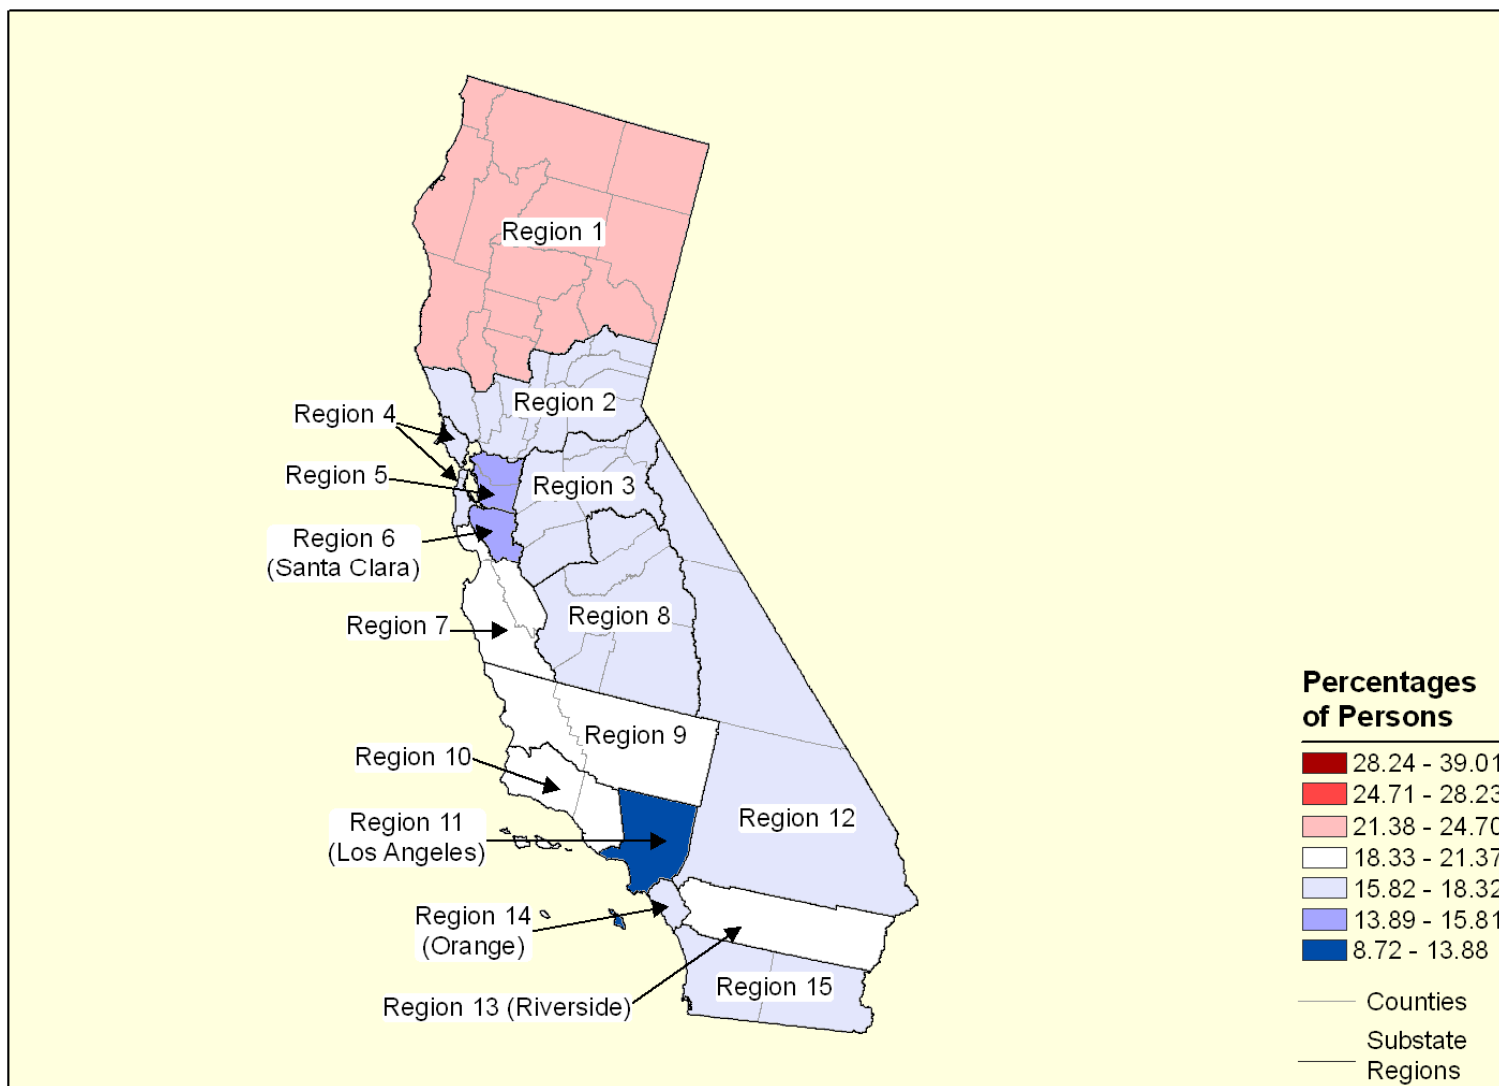 Region 1
Region 2
Region 4
Region 5
Region 3
Region 6
(Santa Clara)
Region 8
Region 7
Region 9
Region 10
Region 11
(Los Angeles)
Region 12
Region 14
(Orange)
Region 15
Region 13 (Riverside)
Percentages
of Persons
28.24 - 39.01
24.71 - 28.23
21.38 - 24.70
18.33 - 21.37
15.82 - 18.32
13.89 - 15.81
8.72 - 13.88
Counties
Substate
Regions